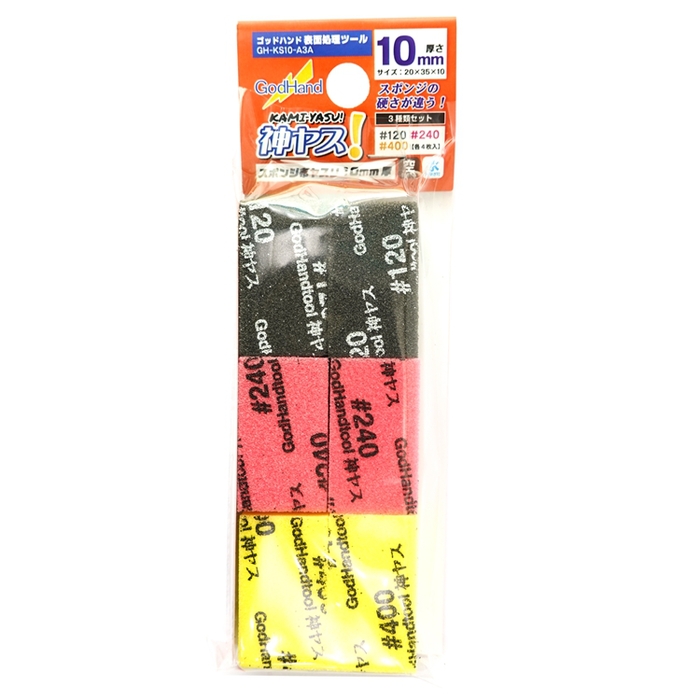 ゴッドハンド 表面処理ツール
GH-KS10-A3A
GodHand
KAMI-YASU!
神ヤス!
10mm
厚さ
サイズ:20×35×10
スポンジの
硬さが違う!
3種類セット
#120 #240
#400【各4枚入】
#120
GodHandtool 神ヤス
#120
GodHandtool 神ヤス
#240
GodHandtool
#240
GodHandtool 神ヤス
GodHandtool 神ヤス
#400
GodHandtool 神ヤス